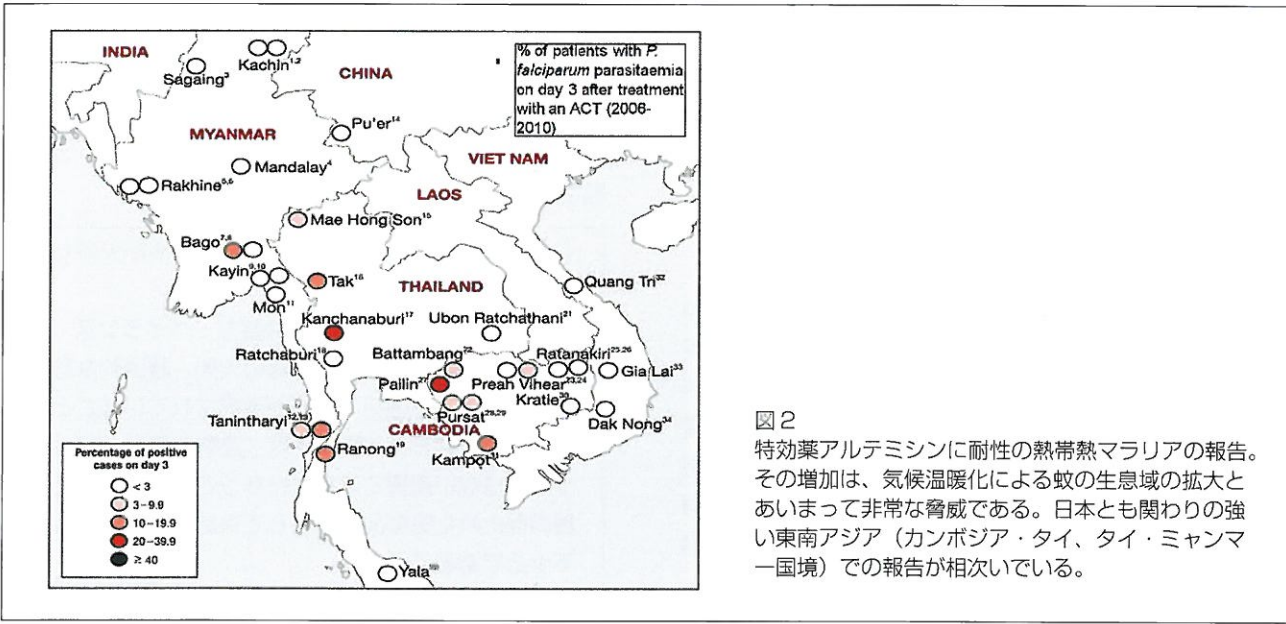 INDIA
Kachin1,2
Sagaing3
CHINA
% of patients with P.
falciparum parasitaemia
on day 3 after treatment
with an ACT (2006-
2010)
Pu'er14
MYANMAR
VIET NAM
Mandalay4
Rakhine5,6
LAOS
Mae Hong Son15
Bago7,8
Kayin9,10
Tak16
THAILAND
Quang Tri32
Mon11
Kanchanaburi17
Ubon Ratchathani21
Ratchaburi18
Battambang22
Ratanakiri25,26
Pailin27
Preah Vihear23,24
Gia Lai33
Pursat28,29
Kratie30
Dak Nong34
Tanintharyi12,13
CAMBODIA
Ranong19
Kampot31
Percentage of positive
cases on day 3
< 3
3–9.9
10–19.9
20–39.9
≥ 40
Yala
図2
特効薬アルテミシンに耐性の熱帯熱マラリアの報告。
その増加は、気候温暖化による蚊の生息域の拡大と
あいまって非常な脅威である。日本とも関わりの強
い東南アジア(カンボジア・タイ、タイ・ミャンマ
ー国境)での報告が相次いでいる。